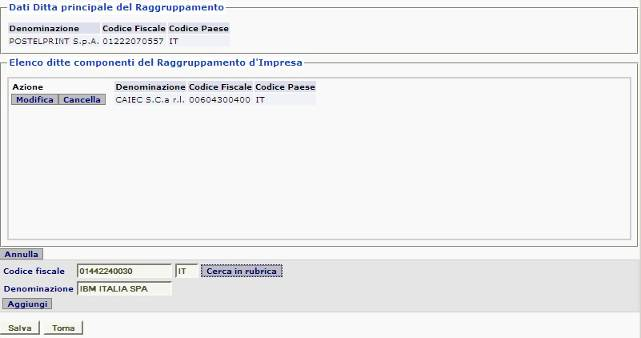 Dati Ditta principale del Raggruppamento
Denominazione Codice Fiscale Codice Paese
POSTELPRINT S.p.A. 01222070557 IT
Elenco ditte componenti del Raggruppamento d'Impresa
Azione Denominazione Codice Fiscale Codice Paese
Modifica Cancella CAIEC S.C.a r.l. 00604300400 IT
Annulla
Codice fiscale 01442240030 IT Cerca in rubrica
Denominazione IBM ITALIA SPA
Aggiungi
Salva Torna